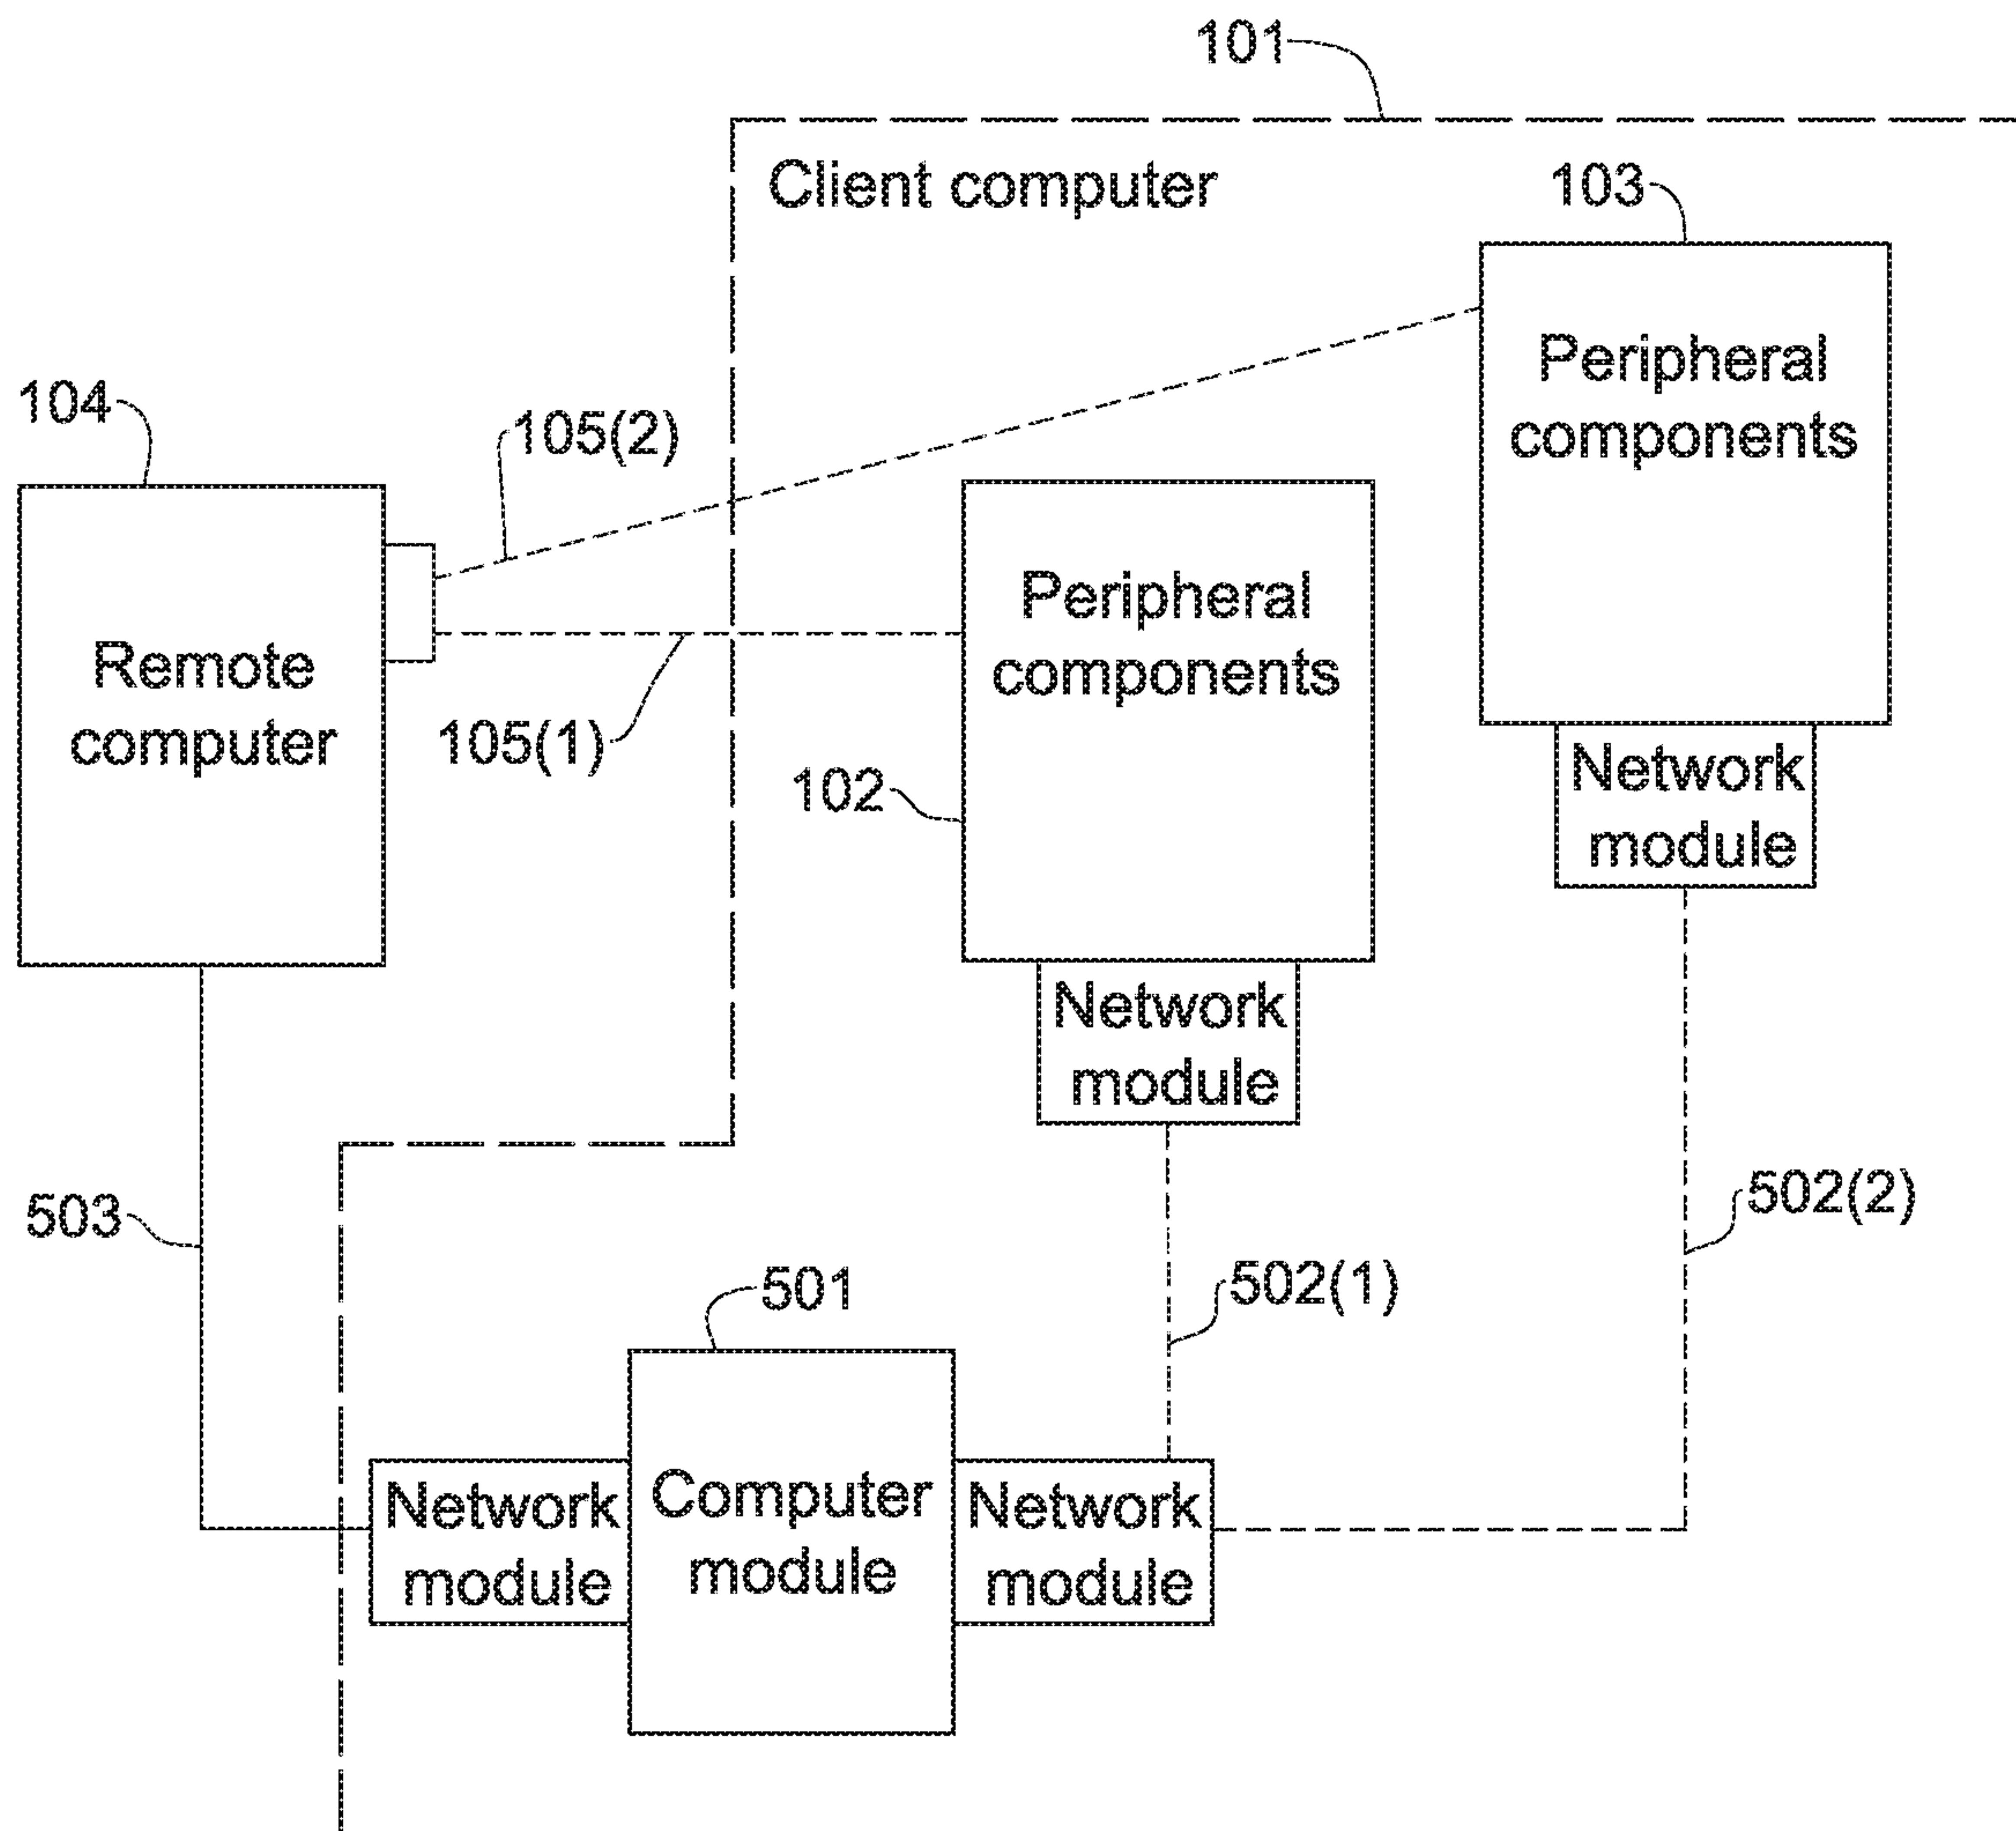 101
Client computer
103
Peripheral
components
104
105(2)
Peripheral
components
Remote
computer
105(1)
102
Network
module
Network
module
503
502(2)
501
502(1)
Network
module
Computer
module
Network
module